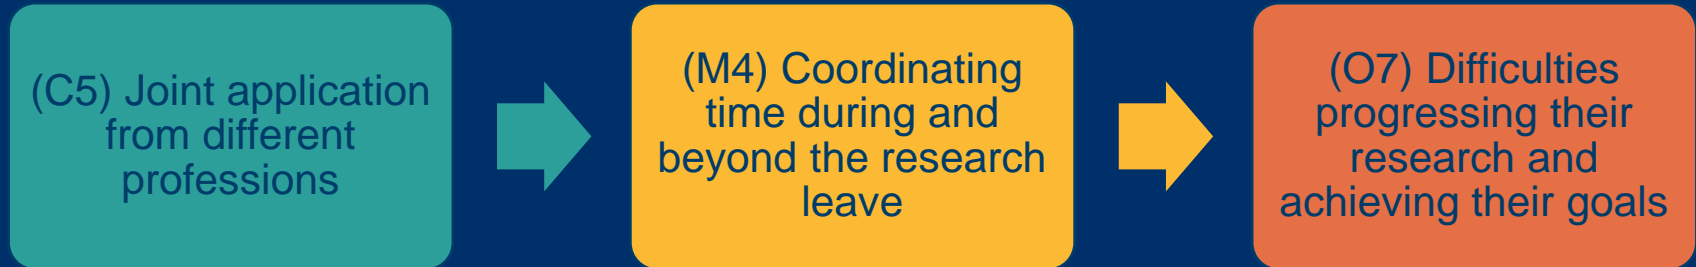 (C5) Joint application
from different
professions
(M4) Coordinating
time during and
beyond the research
leave
(O7) Difficulties
progressing their
research and
achieving their goals